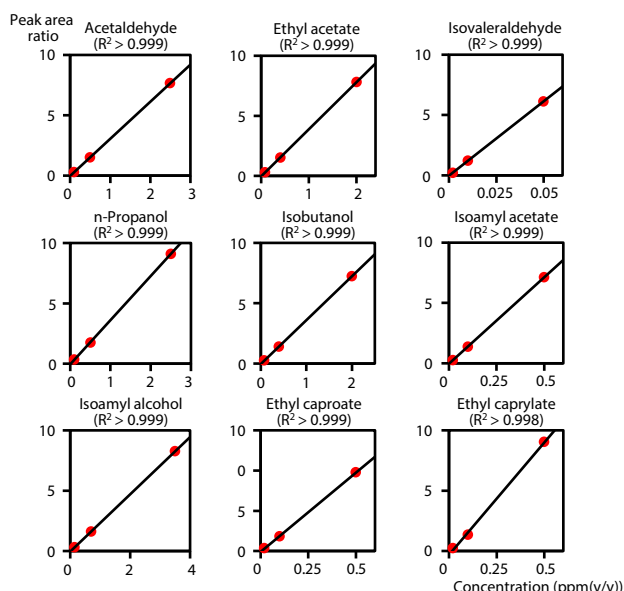 Peak area
ratio
Acetaldehyde
(R² > 0.999)
10
5
0
0 1 2 3
Ethyl acetate
(R² > 0.999)
10
5
0
0 1 2
Isovaleraldehyde
(R² > 0.999)
10
5
0
0 0.025 0.05
n-Propanol
(R² > 0.999)
10
5
0
0 1 2 3
Isobutanol
(R² > 0.999)
10
5
0
0 1 2
Isoamyl acetate
(R² > 0.999)
10
5
0
0 0.25 0.5
Isoamyl alcohol
(R² > 0.999)
10
5
0
0 2 4
Ethyl caproate
(R² > 0.999)
10
0
5
0
0 0.25 0.5
Ethyl caprylate
(R² > 0.998)
10
5
0
0 0.25 0.5
Concentration (ppm(v/v))